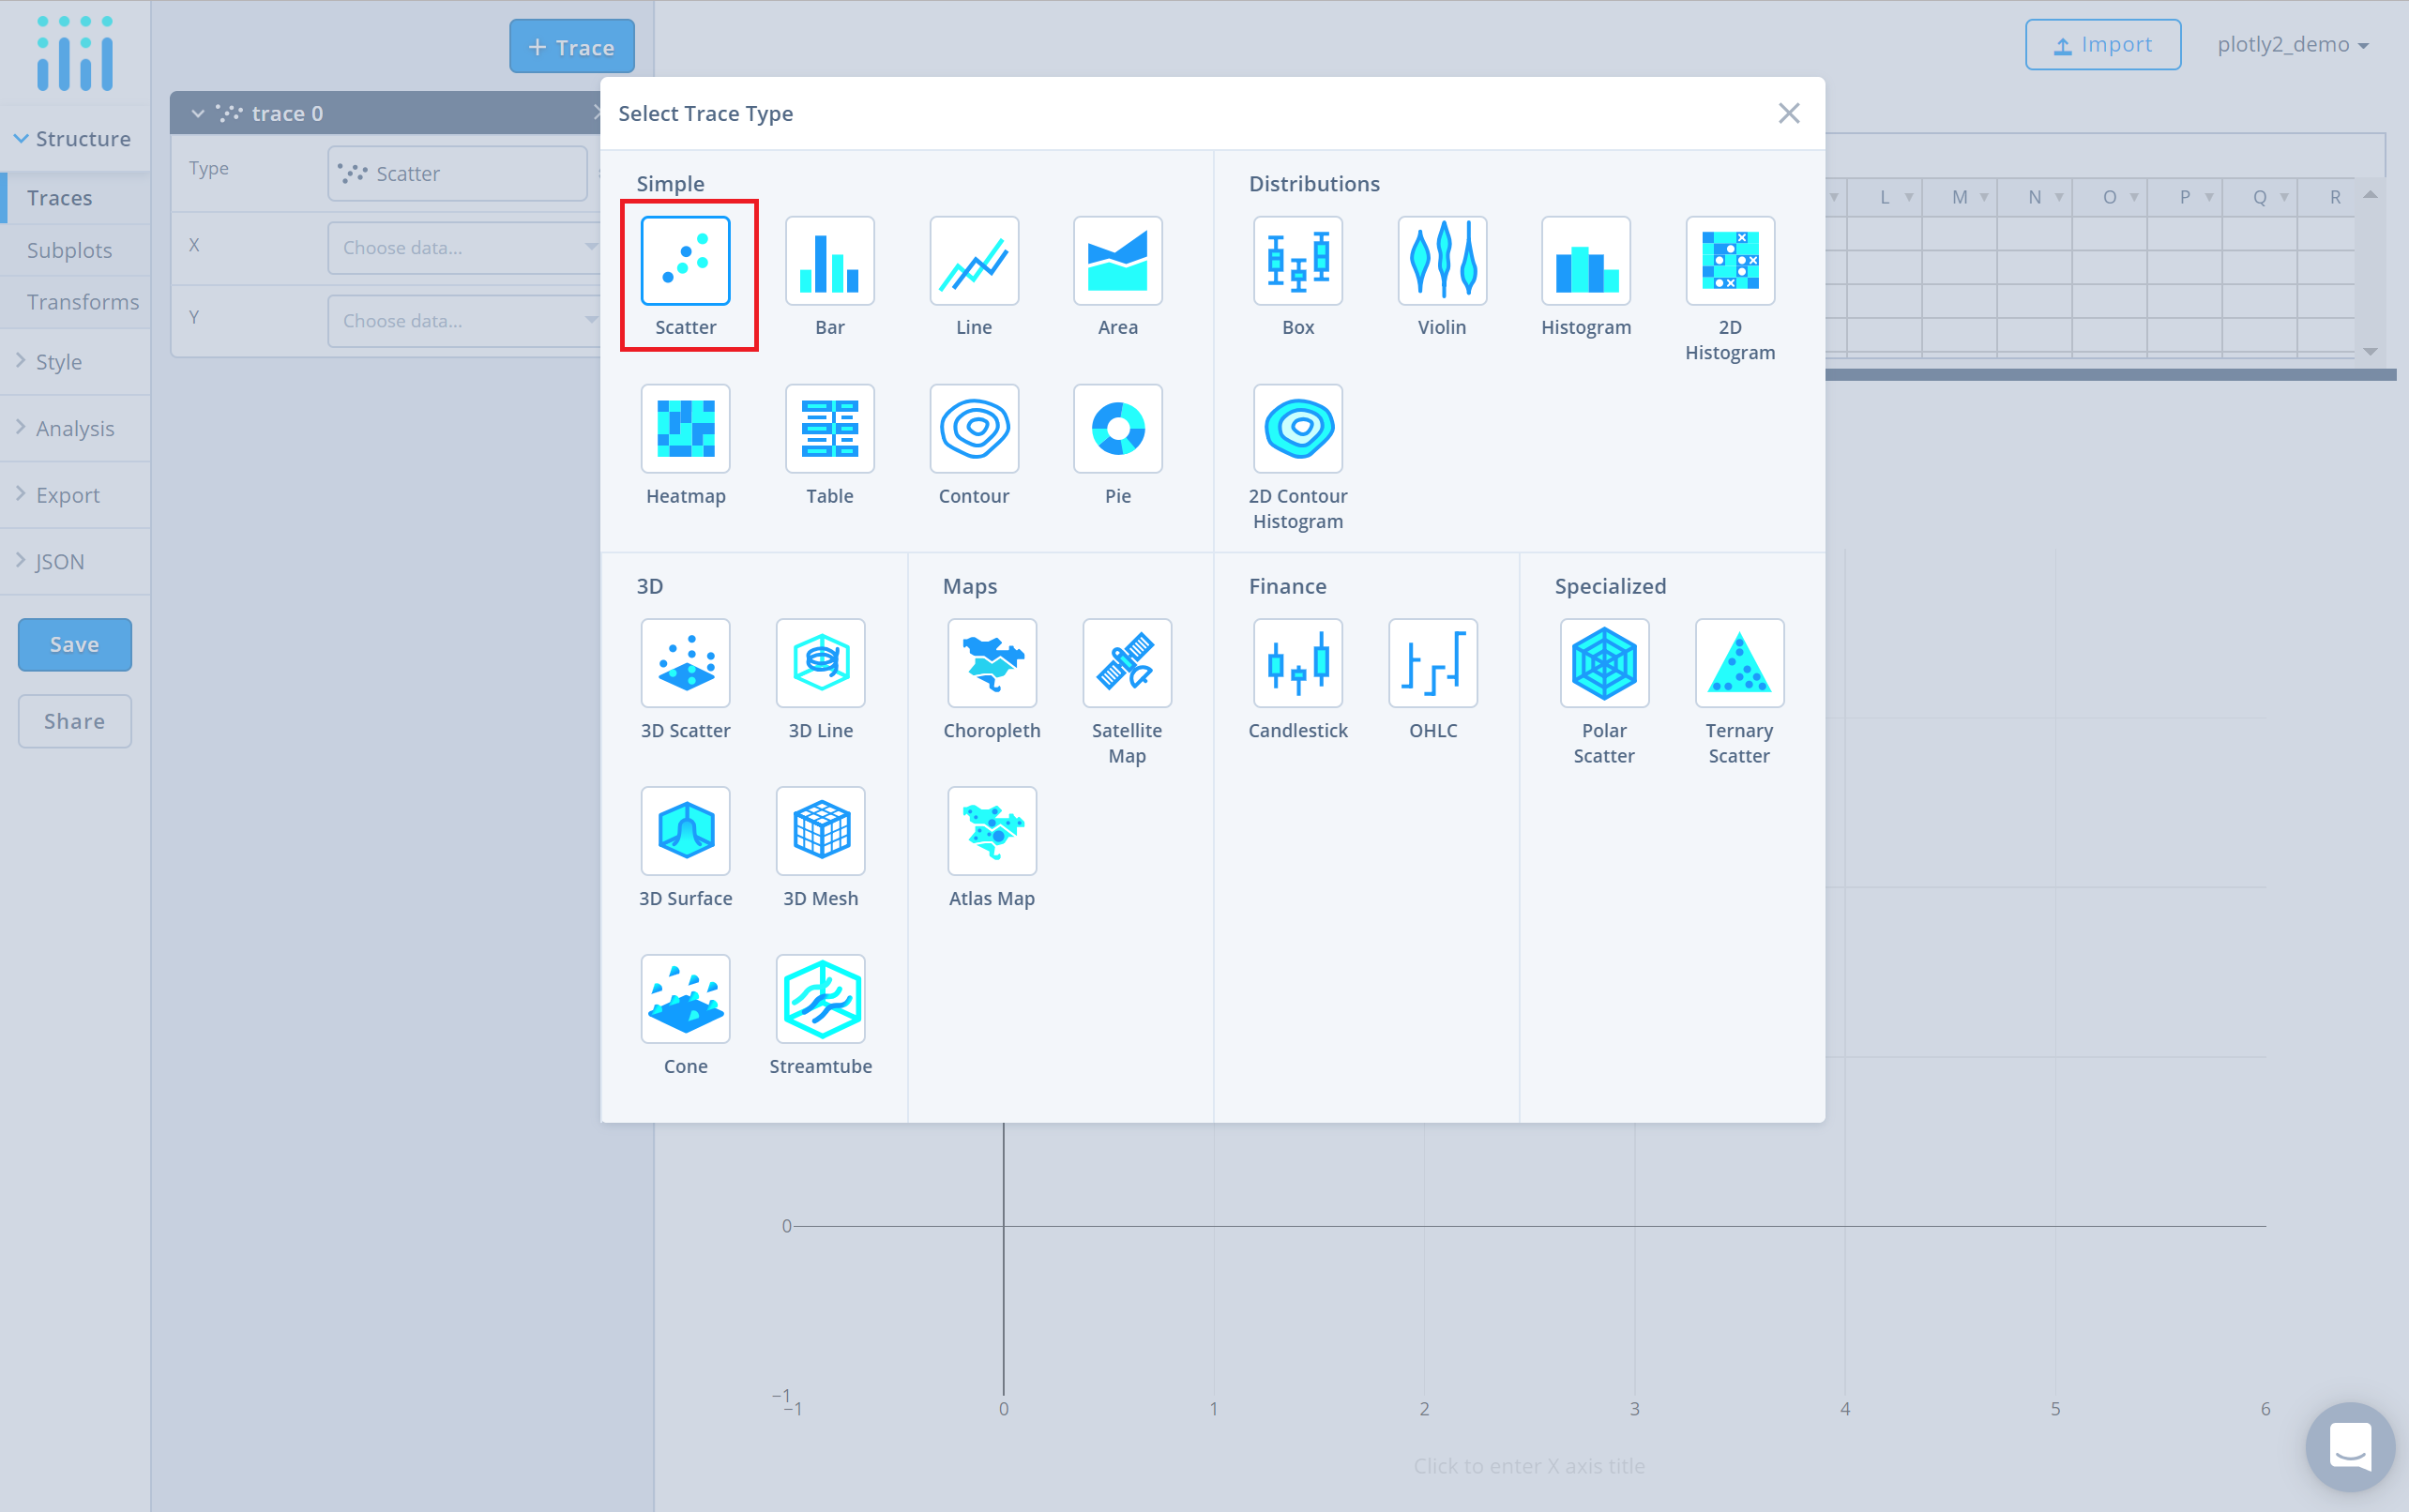 + Trace
Import
plotly2_demo
Structure
Traces
Subplots
Transforms
Style
Analysis
Export
JSON
Save
Share
trace 0
Type
Scatter
X
Choose data...
Y
Choose data...
Select Trace Type
Simple
Scatter
Bar
Line
Area
Heatmap
Table
Contour
Pie
Distributions
Box
Violin
Histogram
2D
Histogram
2D Contour
Histogram
3D
3D Scatter
3D Line
3D Surface
3D Mesh
Cone
Streamtube
Maps
Choropleth
Satellite
Map
Atlas Map
Finance
Candlestick
OHLC
Specialized
Polar
Scatter
Ternary
Scatter
L M N O P Q R
0
−1
−1 0 1 2 3 4 5 6
Click to enter X axis title